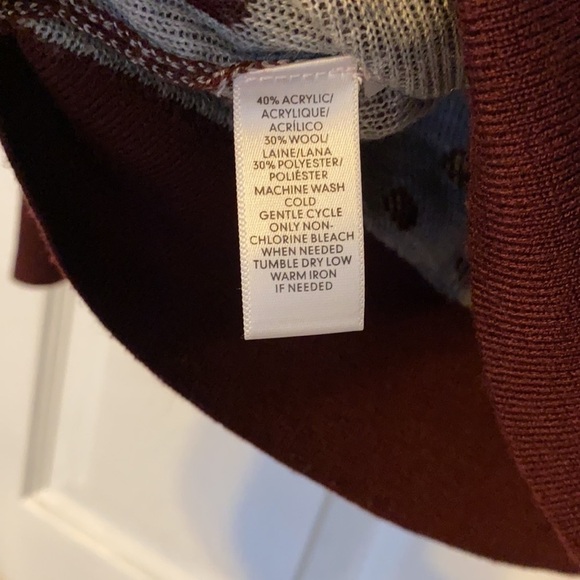 40% ACRYLIC/
ACRYLIQUE/
ACRÍLICO
30% WOOL/
LAINE/LANA
30% POLYESTER/
POLIÉSTER
MACHINE WASH
COLD
GENTLE CYCLE
ONLY NON-
CHLORINE BLEACH
WHEN NEEDED
TUMBLE DRY LOW
WARM IRON
IF NEEDED